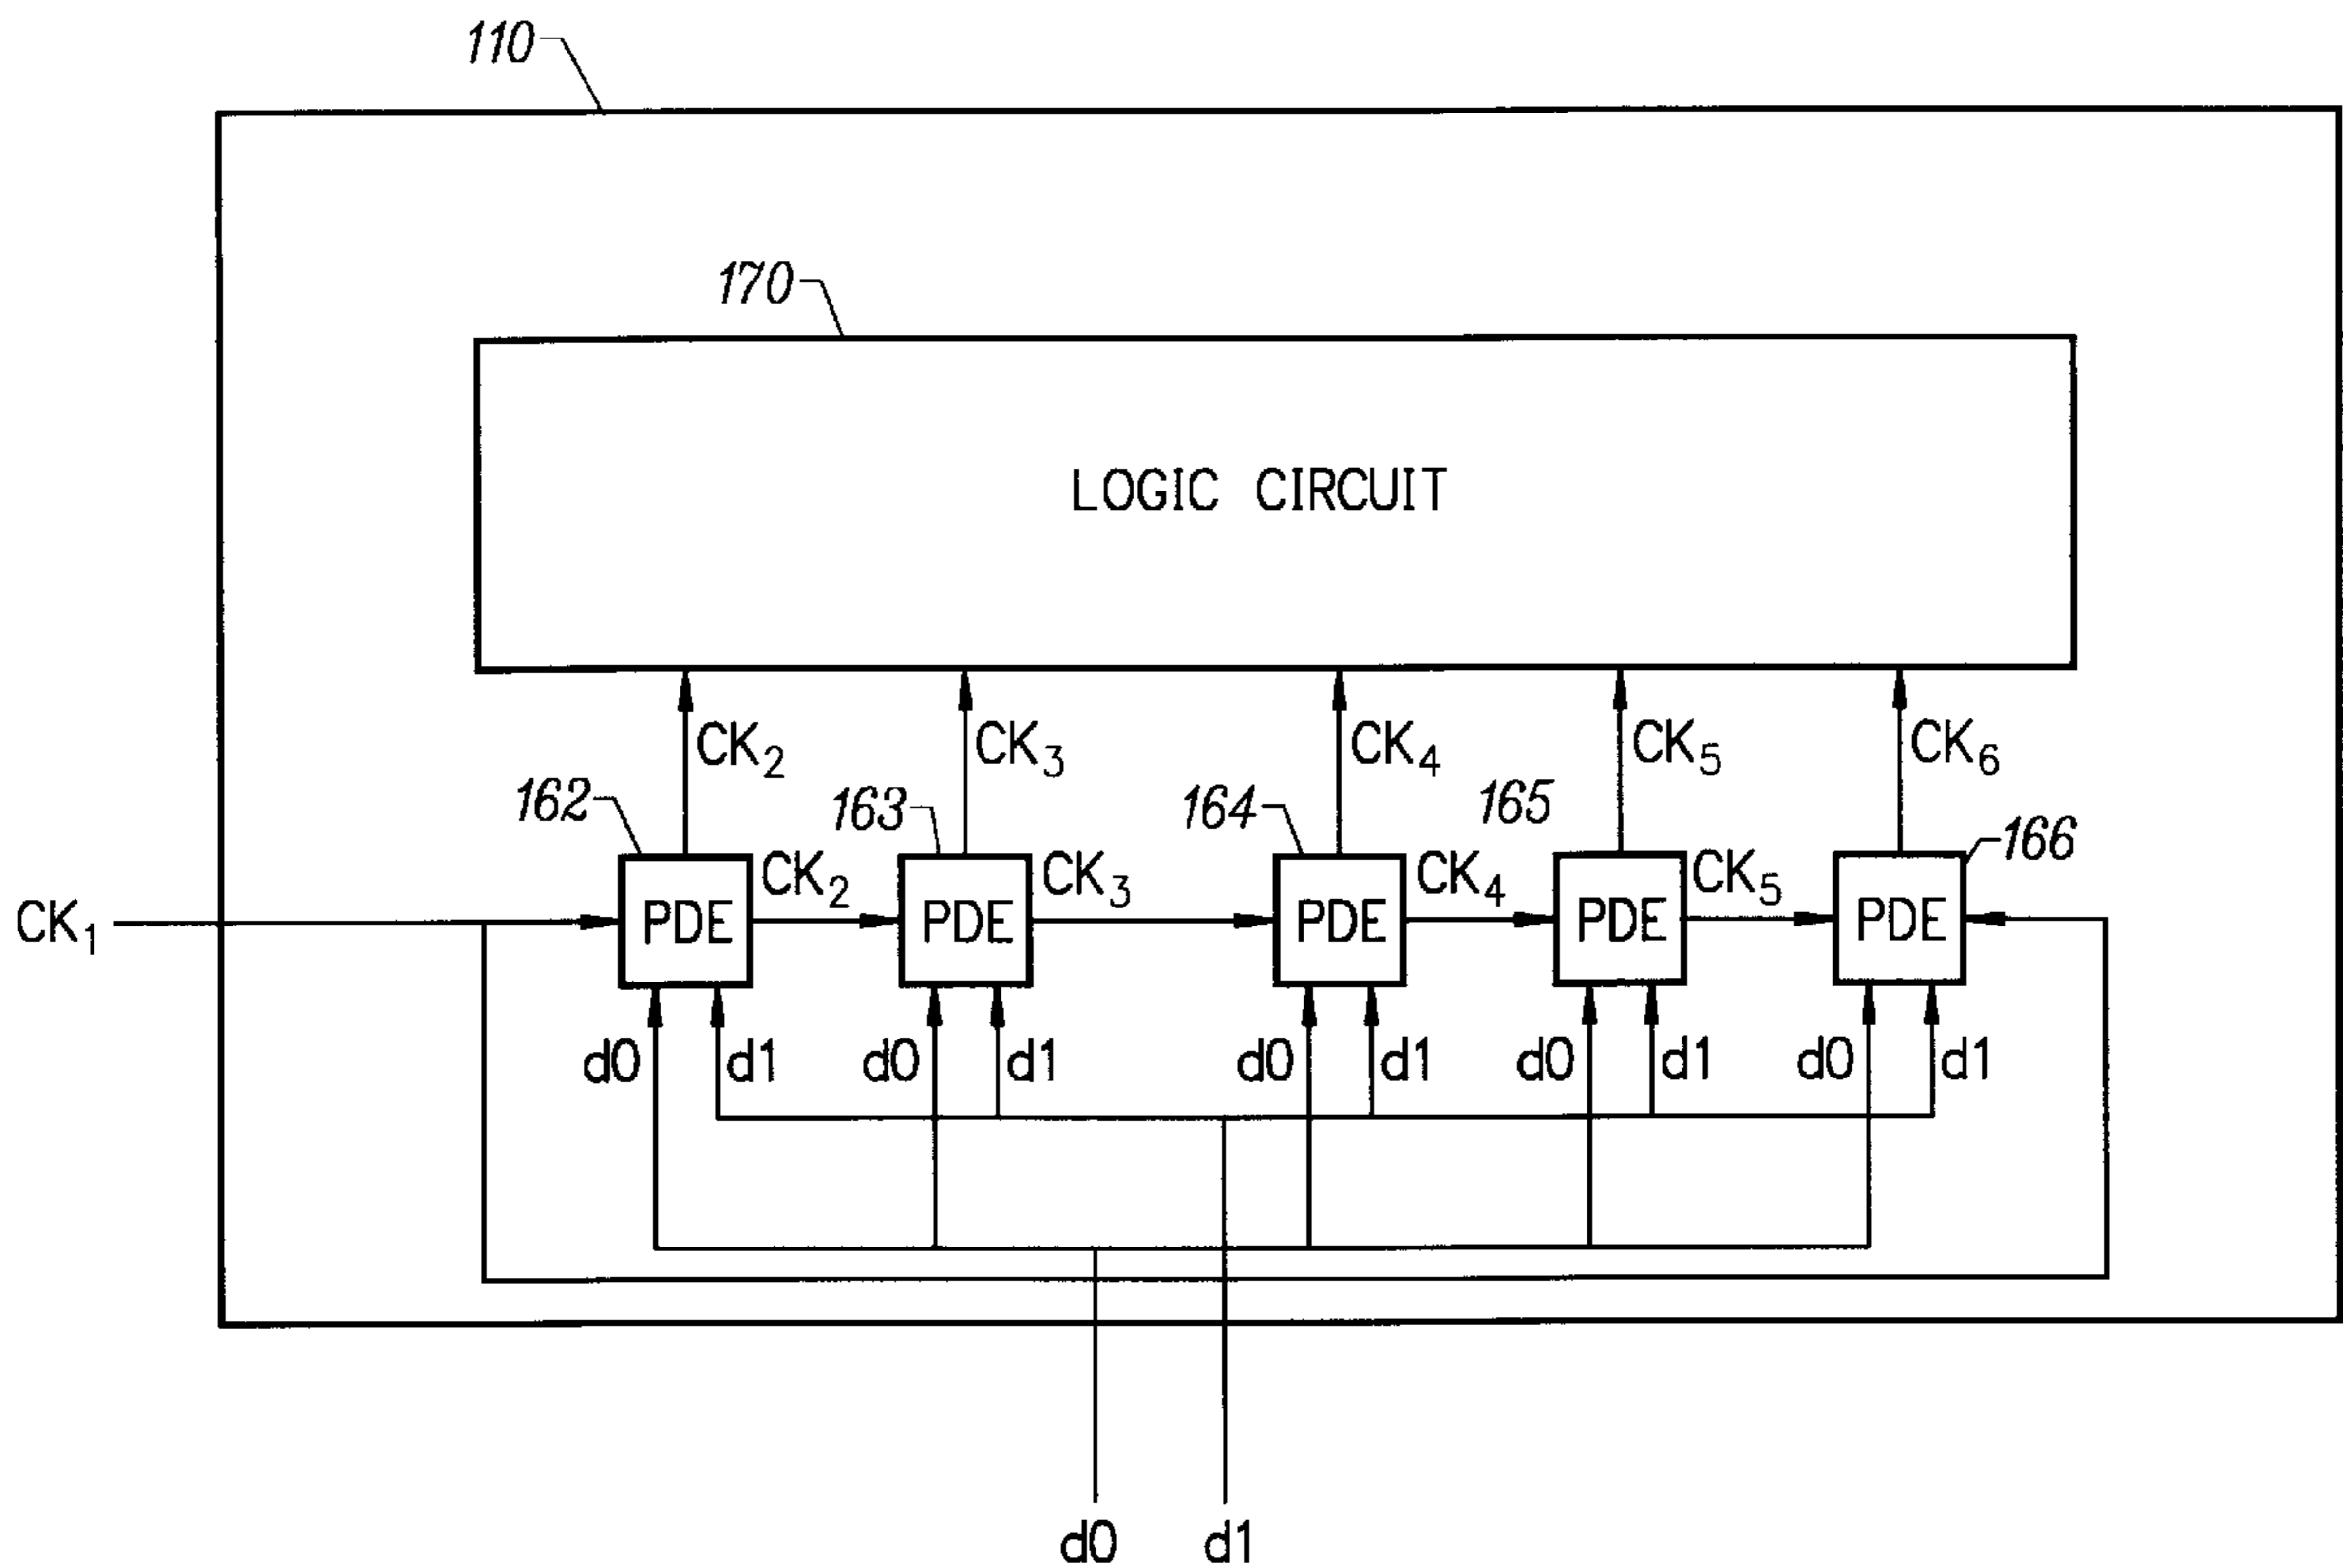 110
170
LOGIC CIRCUIT
CK2 CK3 CK4 CK5 CK6
162 163 164 165 166
CK2 CK3 CK4 CK5
CK1 PDE PDE PDE PDE PDE
d0 d1 d0 d1 d0 d1 d0 d1 d0 d1
d0 d1